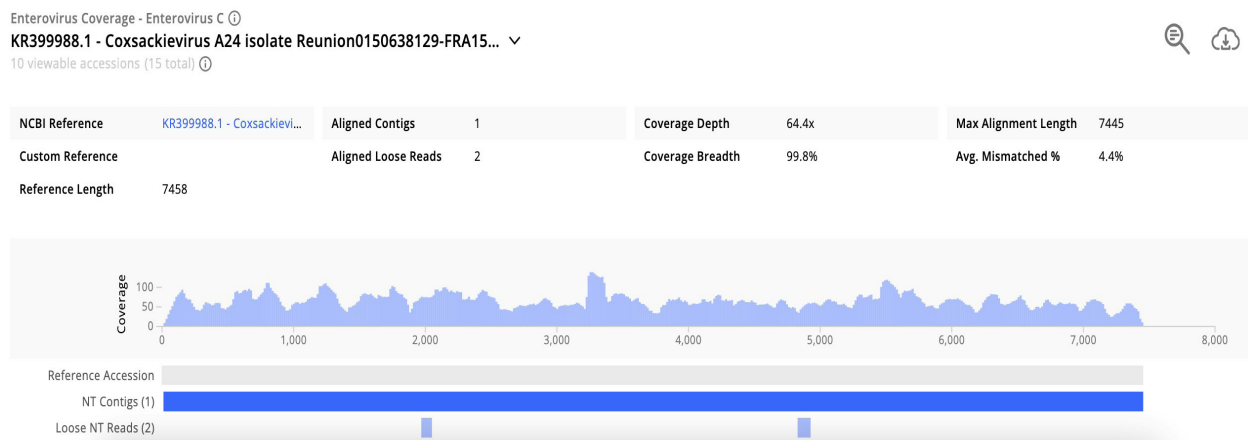 Enterovirus Coverage - Enterovirus C
KR399988.1 - Coxsackievirus A24 isolate Reunion0150638129-FRA15...
10 viewable accessions (15 total)
NCBI Reference KR399988.1 - Coxsackievi... Aligned Contigs 1 Coverage Depth 64.4x Max Alignment Length 7445
Custom Reference Aligned Loose Reads 2 Coverage Breadth 99.8% Avg. Mismatched % 4.4%
Reference Length 7458
Coverage
100
50
0
0 1,000 2,000 3,000 4,000 5,000 6,000 7,000 8,000
Reference Accession
NT Contigs (1)
Loose NT Reads (2)